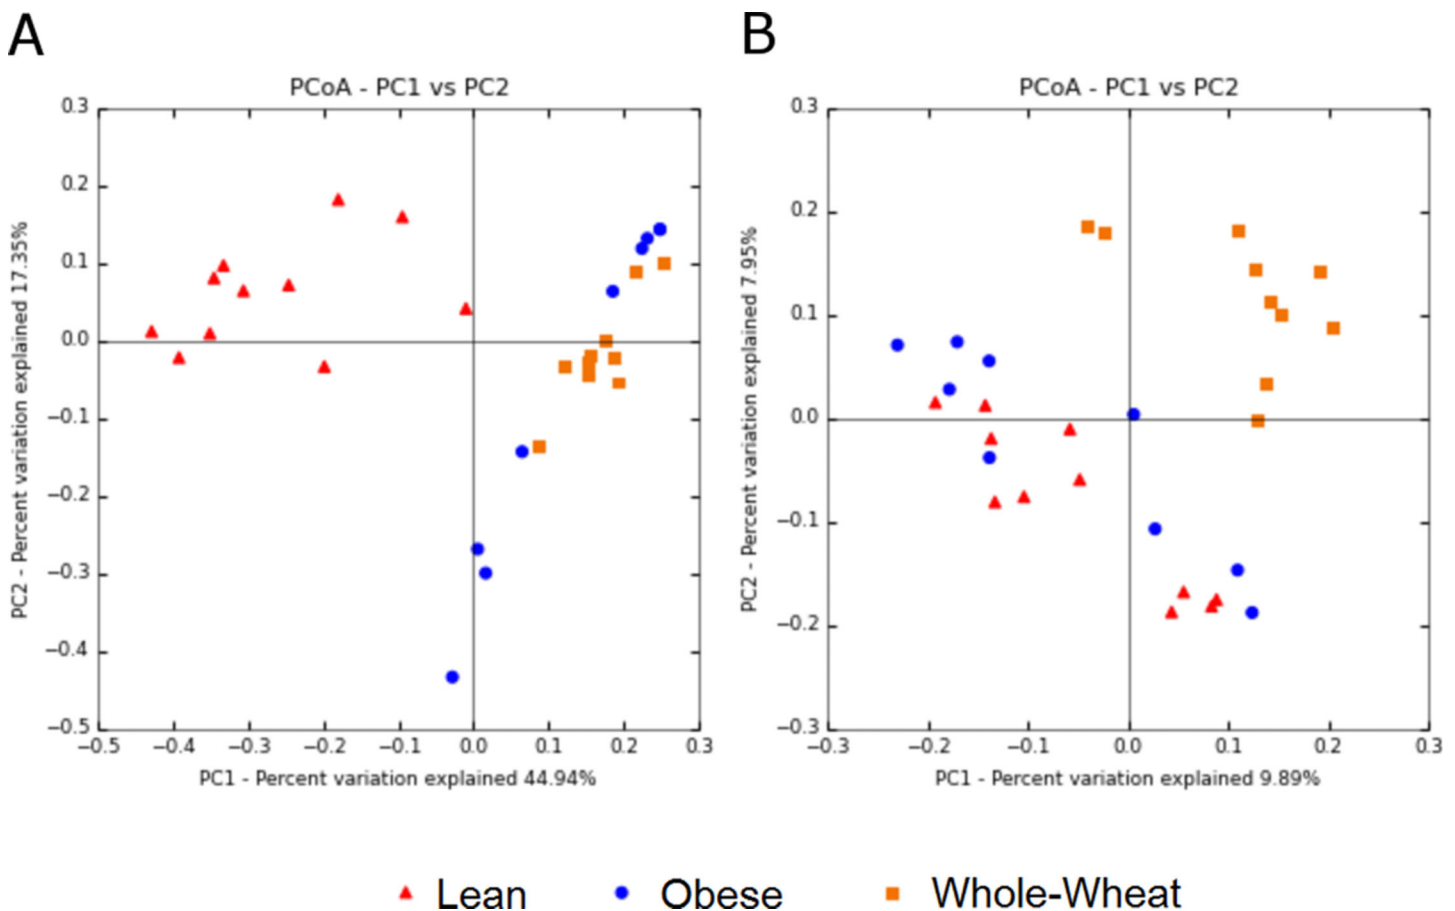 A
B
PCoA - PC1 vs PC2
PCoA - PC1 vs PC2
0.3
0.2
0.1
0.0
−0.1
−0.2
−0.3
−0.4
−0.5
PC2 - Percent variation explained 17.35%
−0.5 −0.4 −0.3 −0.2 −0.1 0.0 0.1 0.2 0.3
PC1 - Percent variation explained 44.94%
0.3
0.2
0.1
0.0
−0.1
−0.2
−0.3
PC2 - Percent variation explained 7.95%
−0.3 −0.2 −0.1 0.0 0.1 0.2 0.3
PC1 - Percent variation explained 9.89%
Lean Obese Whole-Wheat